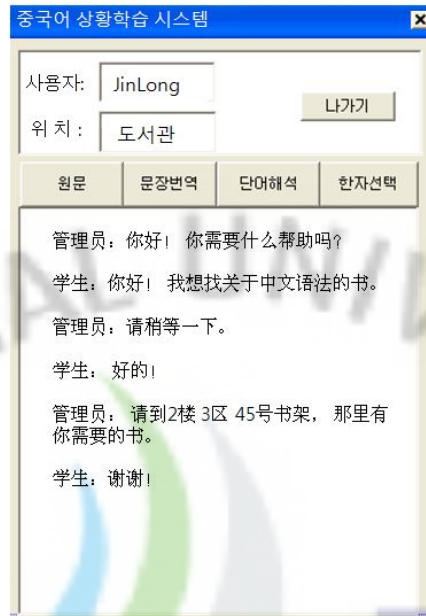 중국어 상황학습 시스템
사용자: JinLong
나가기
위 치 : 도서관
원문 문장번역 단어해석 한자선택
管理员：你好！ 你需要什么帮助吗？
学生：你好！ 我想找关于中文语法的书。
管理员：请稍等一下。
学生： 好的！
管理员： 请到2楼 3区 45号书架， 那里有
你需要的书。
学生：谢谢！